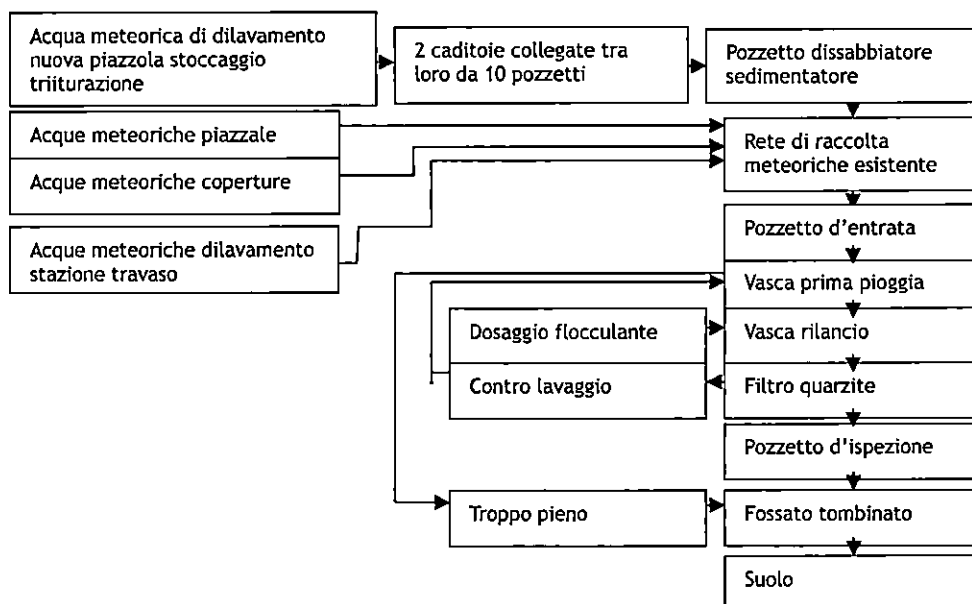 Acqua meteorica di dilavamento
nuova piazzola stoccaggio
triiturazione
2 caditoie collegate tra
loro da 10 pozzetti
Pozzetto dissabbiatore
sedimentatore
Acque meteoriche piazzale
Acque meteoriche coperture
Rete di raccolta
meteoriche esistente
Acque meteoriche dilavamento
stazione travaso
Pozzetto d'entrata
Vasca prima pioggia
Dosaggio flocculante
Vasca rilancio
Contro lavaggio
Filtro quarzite
Pozzetto d'ispezione
Troppo pieno
Fossato tombinato
Suolo